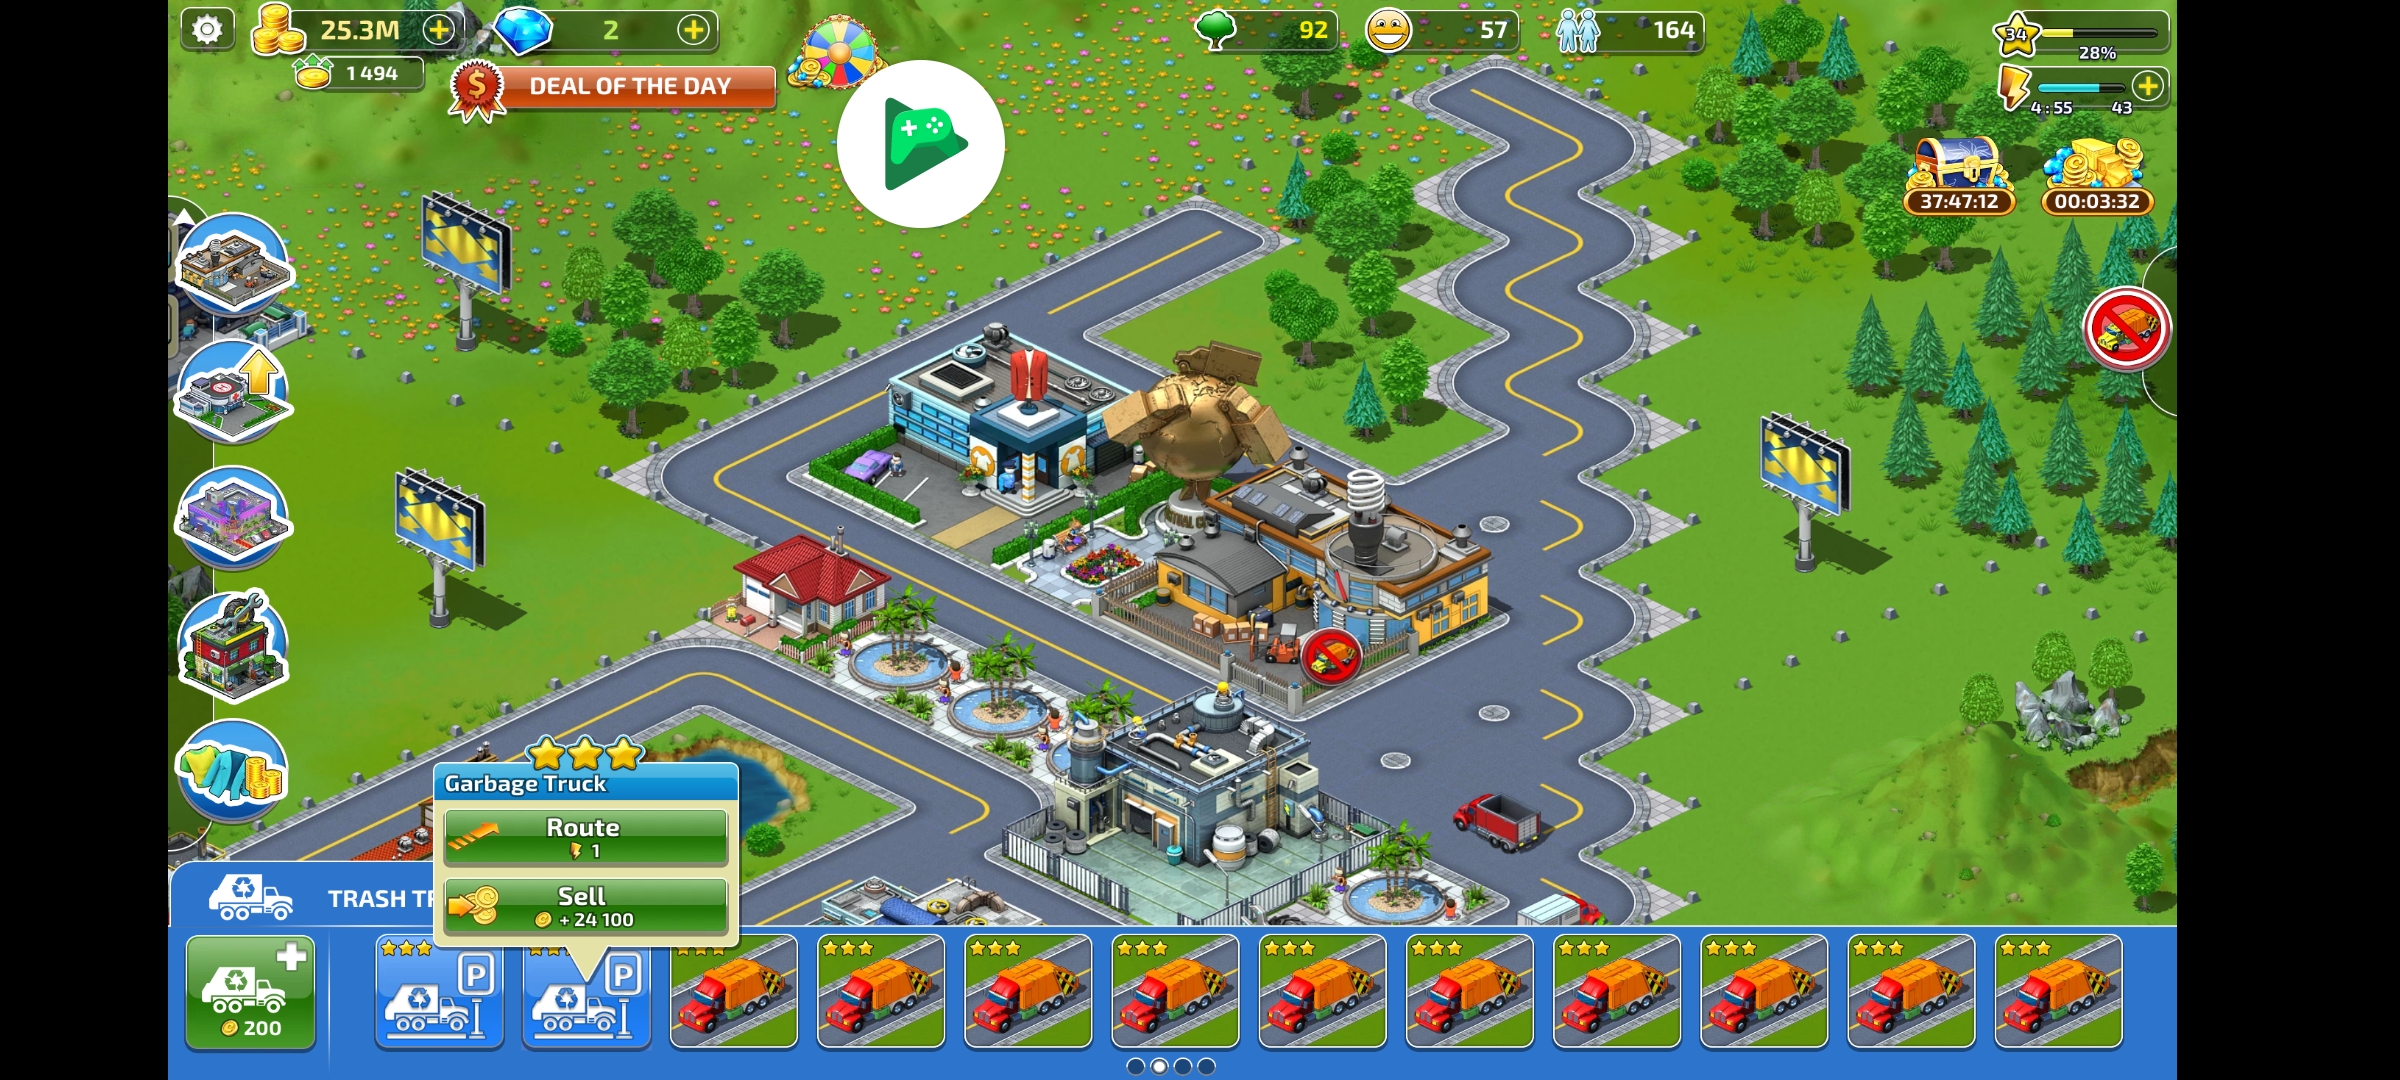 25.3M
2
92
57
164
34
28%
1 494
DEAL OF THE DAY
4:55
43
37:47:12
00:03:32
Garbage Truck
Route
1
Sell
+24 100
TRASH TR
P
P
200